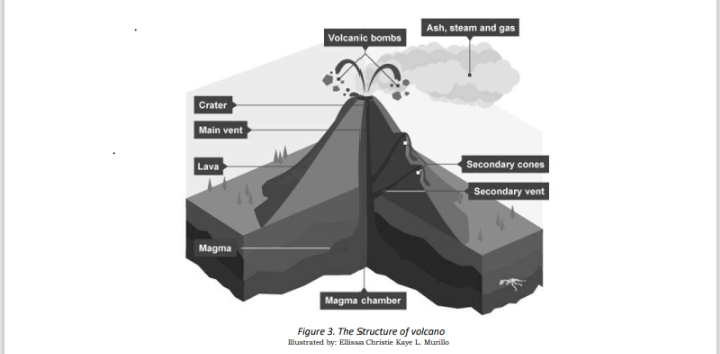 Volcanic bombs
Ash, steam and gas
Crater
Main vent
Lava
Secondary cones
Secondary vent
Magma
Magma chamber
Figure 3. The Structure of volcano
Illustrated by: Ellissa Christie Kaye L. Murillo